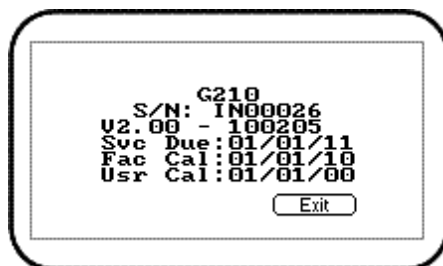 G210
S/N: IN00026
V2.00 - 100205
Svc Due:01/01/11
Fac Cal:01/01/10
Usr Cal:01/01/00
Exit